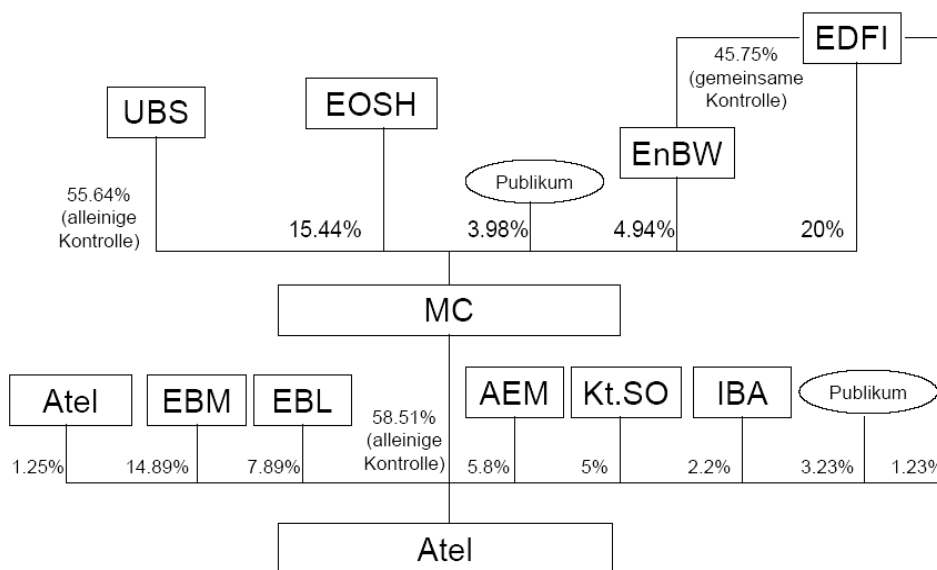 EDFI
45.75%
(gemeinsame
Kontrolle)
UBS
EOSH
EnBW
Publikum
55.64%
(alleinige
Kontrolle)
15.44%
3.98%
4.94%
20%
MC
Atel
EBM
EBL
58.51%
(alleinige
Kontrolle)
AEM
Kt.SO
IBA
Publikum
1.25%
14.89%
7.89%
5.8%
5%
2.2%
3.23%
1.23%
Atel